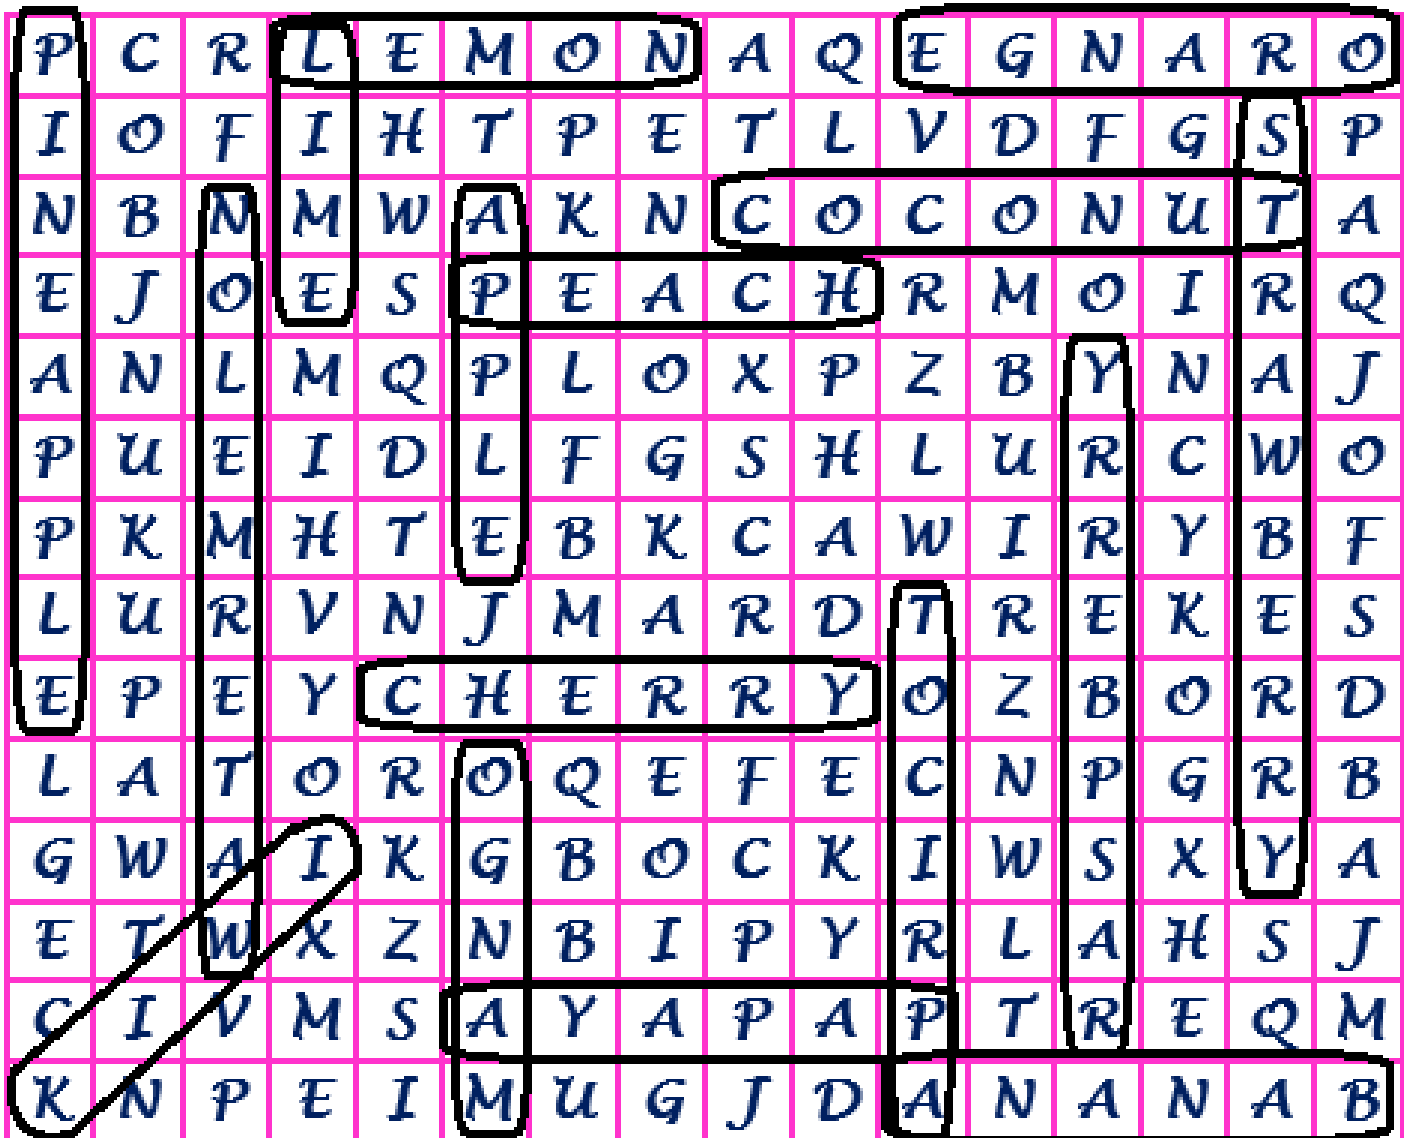 P C R L E M O N A Q E G N A R O
I O F I H T P E T L V D F G S P
N B N M W A K N C O C O N U T A
E J O E S P E A C H R M O I R Q
A N L M Q P L O X P Z B Y N A J
P U E I D L F G S H L U R C W O
P K M H T E B K C A W I R Y B F
L U R V N J M A R D T R E K E S
E P E Y C H E R R Y O Z B O R D
L A T O R O Q E F E C N P G R B
G W A I K G B O C K I W S X Y A
E T W X Z N B I P Y R L A H S J
C I V M S A Y A P A P T R E Q M
K N P E I M U G J D A N A N A B